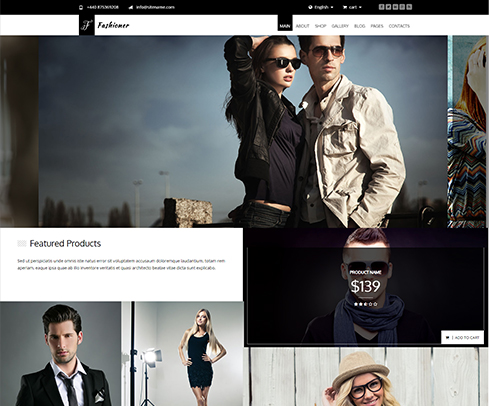 +440 875369208 info@sitename.com English cart
Fashioner
MAIN ABOUT SHOP GALLERY BLOG PAGES CONTACTS
Featured Products
Sed ut perspiciatis unde omnis iste natus error sit voluptatem accusantium doloremque laudantium, totam rem
aperiam, eaque ipsa quae ab illo inventore veritatis et quasi architecto beatae vitae dicta sunt explicabo.
PRODUCT NAME
$139
ADD TO CART